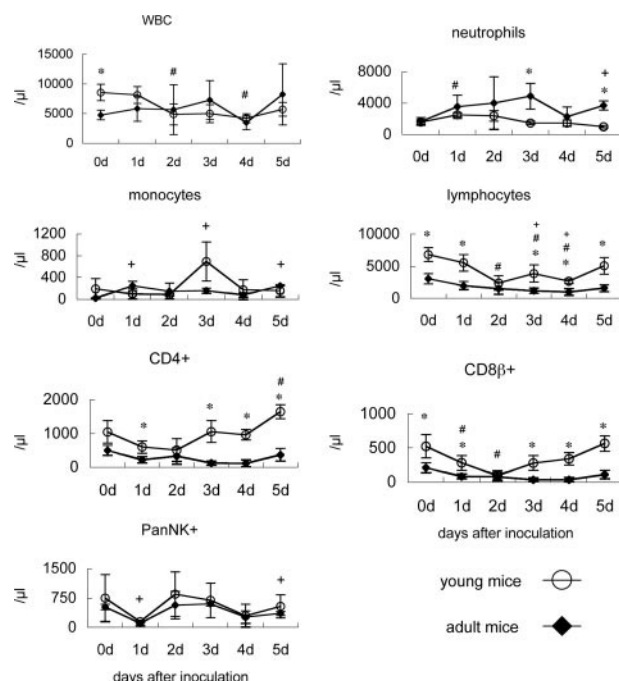 WBC
/µl
15000
10000
5000
0
* # #
0d 1d 2d 3d 4d 5d
neutrophils
/µl
8000
4000
0
# * + *
0d 1d 2d 3d 4d 5d
monocytes
/µl
1200
800
400
0
+ + +
0d 1d 2d 3d 4d 5d
lymphocytes
/µl
10000
5000
0
* * # + # * + # * *
0d 1d 2d 3d 4d 5d
CD4+
/µl
2000
1000
0
* * * # *
0d 1d 2d 3d 4d 5d
CD8β+
/µl
1000
500
0
* # * # * * *
0d 1d 2d 3d 4d 5d
days after inoculation
PanNK+
/µl
1500
750
0
+ +
0d 1d 2d 3d 4d 5d
days after inoculation
young mice
adult mice